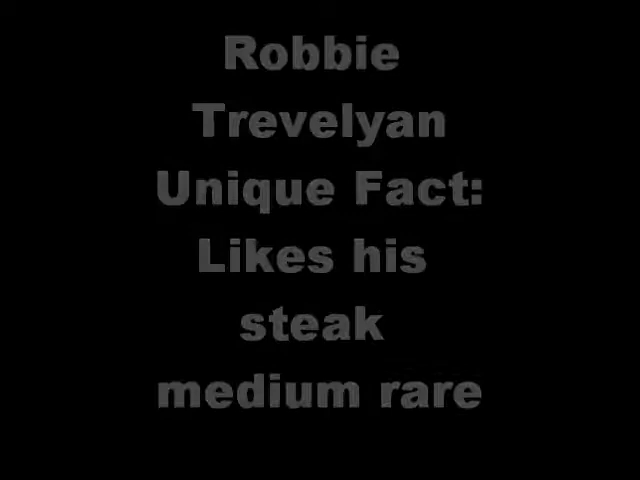 Robbie
Trevelyan
Unique Fact:
Likes his
steak
medium rare